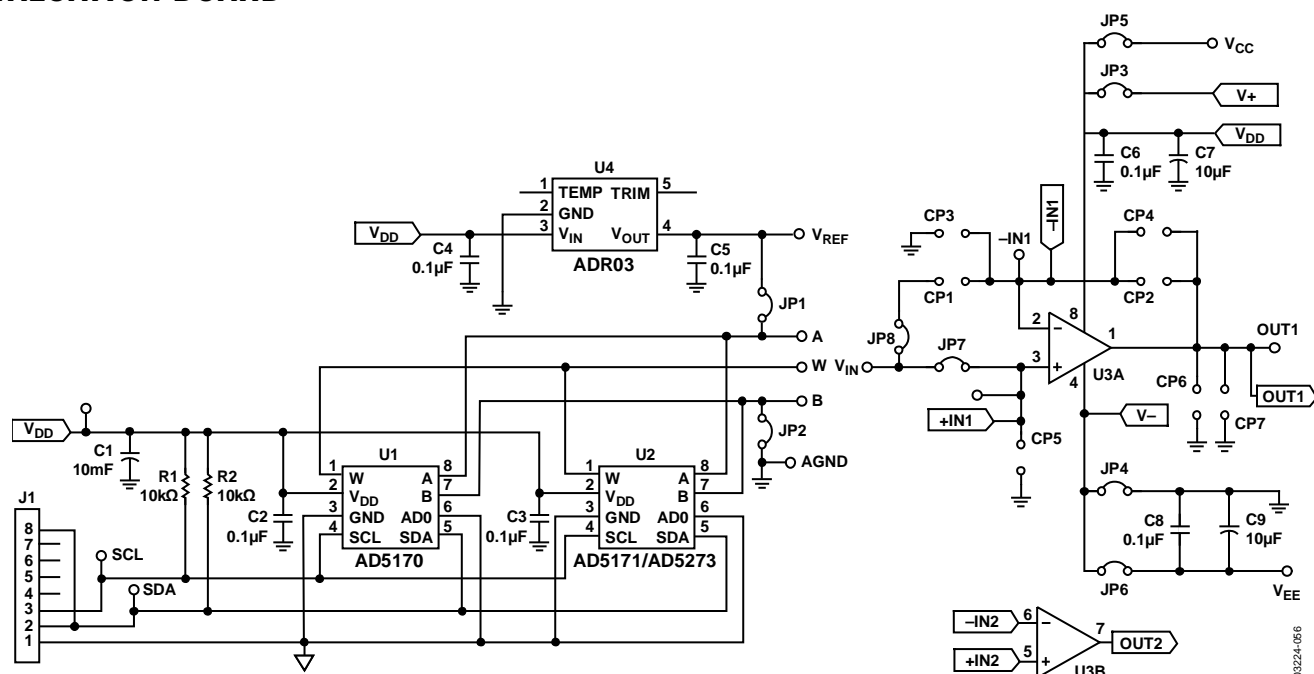 JP5
VCC
JP3
V+
VDD
C6
0.1µF
C7
10µF
U4
1
TEMP TRIM
5
2
GND
3
VIN
VOUT
4
ADR03
VDD
C4
0.1µF
C5
0.1µF
VREF
JP1
A
W
B
JP2
AGND
CP3
–IN1
–IN1
CP4
CP1
CP2
JP8
JP7
VIN
2
–
8
1
3
+
4
U3A
OUT1
OUT1
CP6
CP7
+IN1
CP5
V–
JP4
C8
0.1µF
C9
10µF
JP6
VEE
VDD
C1
10mF
R1
10kΩ
R2
10kΩ
C2
0.1µF
U1
1
W
A
8
2
VDD
B
7
3
GND
AD0
6
4
SCL
SDA
5
AD5170
C3
0.1µF
U2
1
W
A
8
2
VDD
B
7
3
GND
AD0
6
4
SCL
SDA
5
AD5171/AD5273
J1
8
7
6
5
4
3
2
1
SCL
SDA
–IN2
6
–
7
OUT2
+IN2
5
+
U3B
03224-056